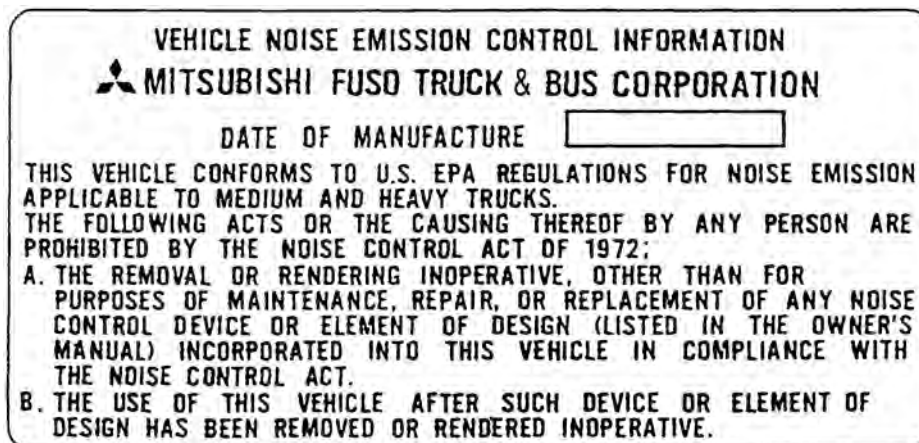 VEHICLE NOISE EMISSION CONTROL INFORMATION
MITSUBISHI FUSO TRUCK & BUS CORPORATION
DATE OF MANUFACTURE
THIS VEHICLE CONFORMS TO U.S. EPA REGULATIONS FOR NOISE EMISSION
APPLICABLE TO MEDIUM AND HEAVY TRUCKS.
THE FOLLOWING ACTS OR THE CAUSING THEREOF BY ANY PERSON ARE
PROHIBITED BY THE NOISE CONTROL ACT OF 1972;
A. THE REMOVAL OR RENDERING INOPERATIVE, OTHER THAN FOR
PURPOSES OF MAINTENANCE, REPAIR, OR REPLACEMENT OF ANY NOISE
CONTROL DEVICE OR ELEMENT OF DESIGN (LISTED IN THE OWNER'S
MANUAL) INCORPORATED INTO THIS VEHICLE IN COMPLIANCE WITH
THE NOISE CONTROL ACT.
B. THE USE OF THIS VEHICLE AFTER SUCH DEVICE OR ELEMENT OF
DESIGN HAS BEEN REMOVED OR RENDERED INOPERATIVE.